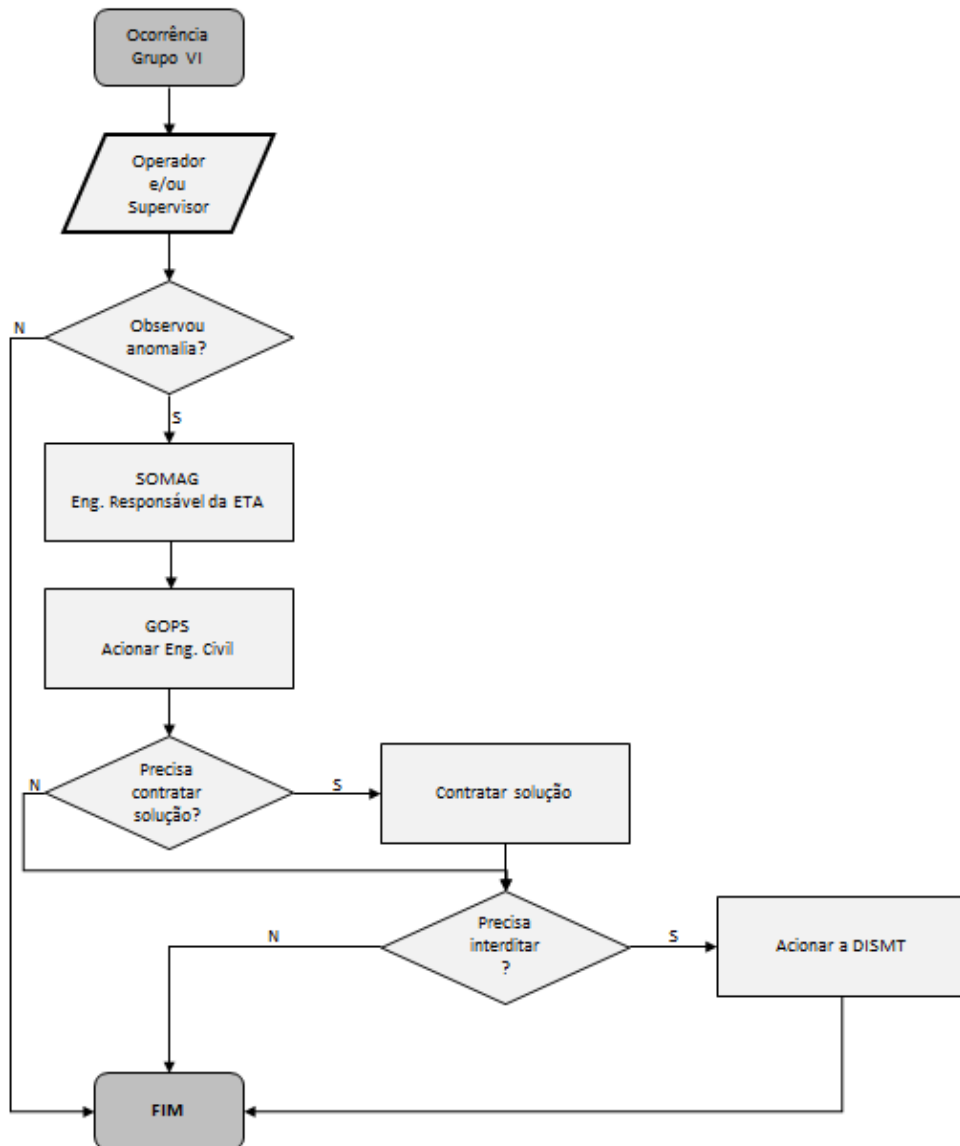 Ocorrência
Grupo VI
Operador
e/ou
Supervisor
N
Observou
anomalia?
S
SOMAG
Eng. Responsável da ETA
GOPS
Acionar Eng. Civil
N
Precisa
contratar
solução?
S
Contratar solução
N
Precisa
interditar
?
S
Acionar a DISMT
FIM